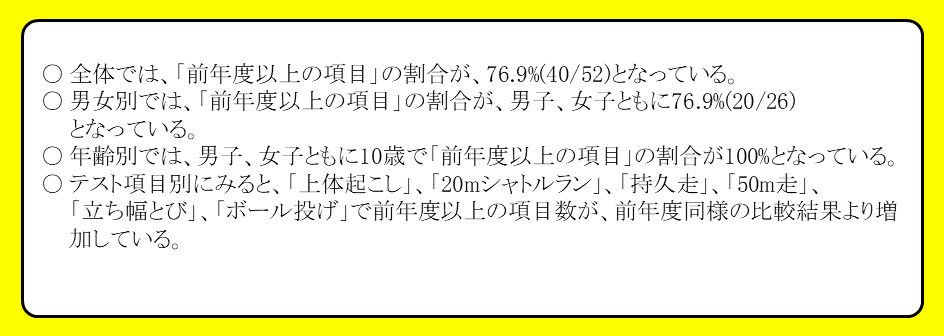 ○ 全体では、「前年度以上の項目」の割合が、76.9%(40/52)となっている。
○ 男女別では、「前年度以上の項目」の割合が、男子、女子ともに76.9%(20/26)
となっている。
○ 年齢別では、男子、女子ともに10歳で「前年度以上の項目」の割合が100%となっている。
○ テスト項目別にみると、「上体起こし」、「20mシャトルラン」、「持久走」、「50m走」、
「立ち幅とび」、「ボール投げ」で前年度以上の項目数が、前年度同様の比較結果より増
加している。